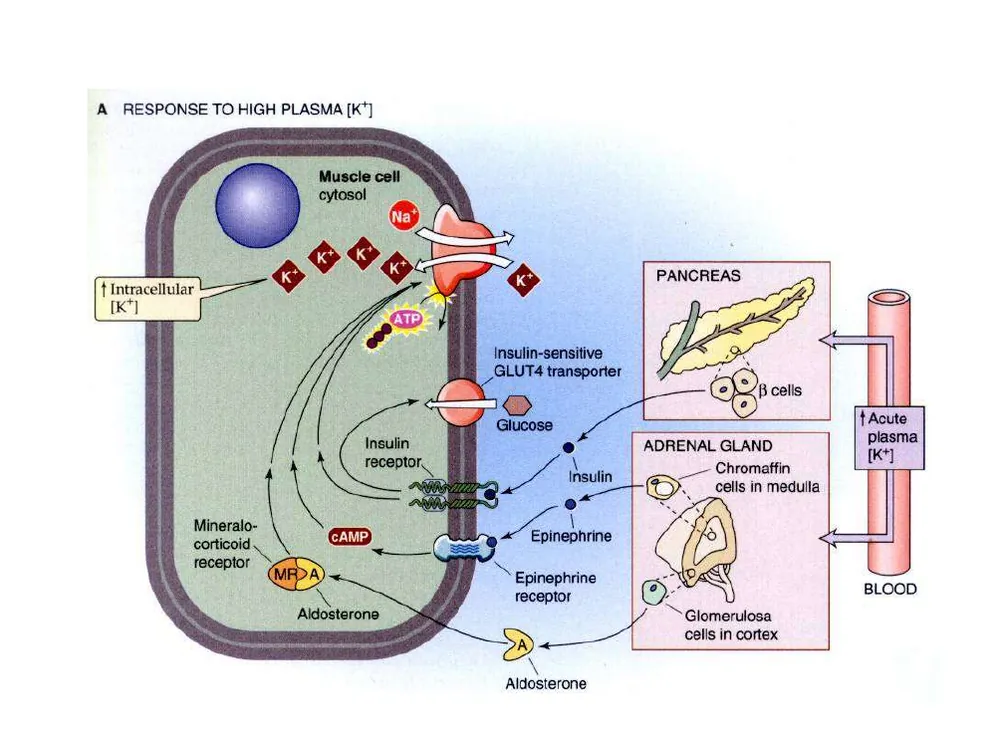 A RESPONSE TO HIGH PLASMA [K+]
Muscle cell
cytosol
Na+
K+
K+
K+
K+
K+
↑ Intracellular
[K+]
ATP
PANCREAS
β cells
Insulin-sensitive
GLUT4 transporter
Glucose
↑ Acute
plasma
[K+]
Insulin
receptor
Insulin
ADRENAL GLAND
Chromaffin
cells in medulla
Epinephrine
cAMP
Mineralo-
corticoid
receptor
MR A
Aldosterone
Epinephrine
receptor
BLOOD
Glomerulosa
cells in cortex
A
Aldosterone